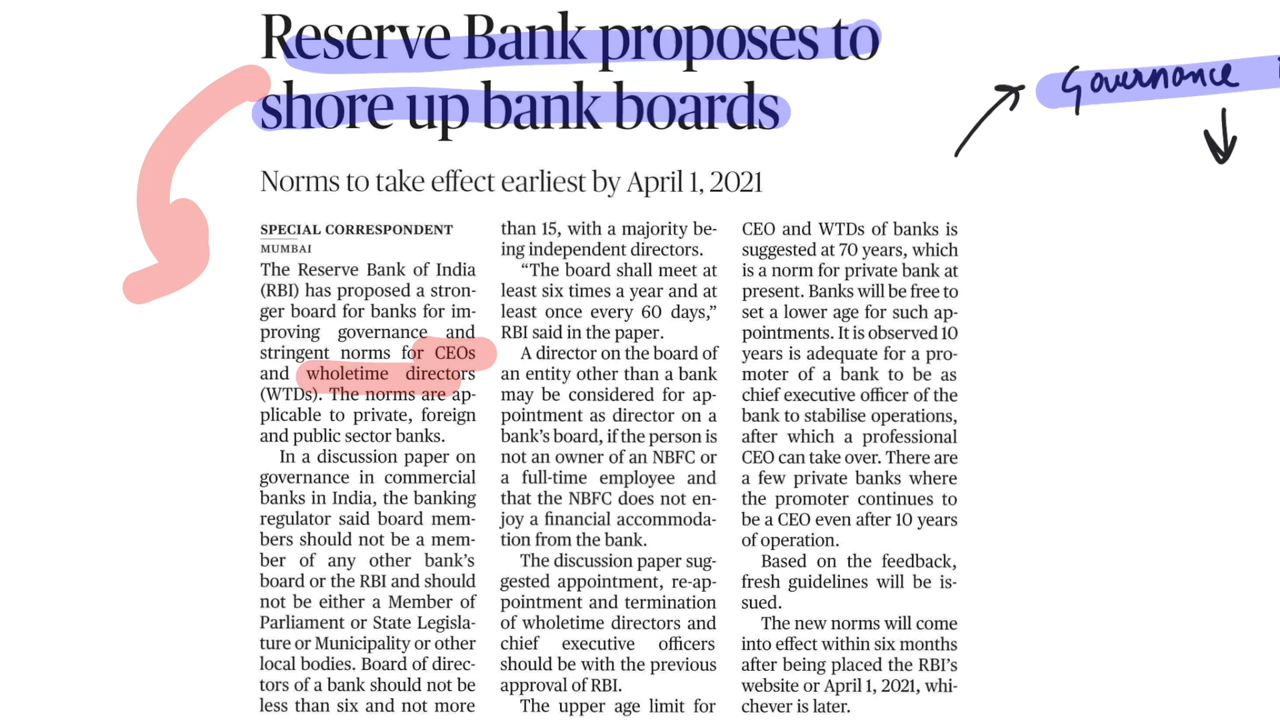 Reserve Bank proposes to
shore up bank boards
Governance
Norms to take effect earliest by April 1, 2021
SPECIAL CORRESPONDENT
MUMBAI
The Reserve Bank of India
(RBI) has proposed a stron-
ger board for banks for im-
proving governance and
stringent norms for CEOs
and wholetime directors
(WTDs). The norms are ap-
plicable to private, foreign
and public sector banks.
In a discussion paper on
governance in commercial
banks in India, the banking
regulator said board mem-
bers should not be a mem-
ber of any other bank's
board or the RBI and should
not be either a Member of
Parliament or State Legisla-
ture or Municipality or other
local bodies. Board of direc-
tors of a bank should not be
less than six and not more
than 15, with a majority be-
ing independent directors.
"The board shall meet at
least six times a year and at
least once every 60 days,"
RBI said in the paper.
A director on the board of
an entity other than a bank
may be considered for ap-
pointment as director on a
bank's board, if the person is
not an owner of an NBFC or
a full-time employee and
that the NBFC does not en-
joy a financial accommoda-
tion from the bank.
The discussion paper sug-
gested appointment, re-ap-
pointment and termination
of wholetime directors and
chief executive officers
should be with the previous
approval of RBI.
The upper age limit for
CEO and WTDs of banks is
suggested at 70 years, which
is a norm for private bank at
present. Banks will be free to
set a lower age for such ap-
pointments. It is observed 10
years is adequate for a pro-
moter of a bank to be as
chief executive officer of the
bank to stabilise operations,
after which a professional
CEO can take over. There are
a few private banks where
the promoter continues to
be a CEO even after 10 years
of operation.
Based on the feedback,
fresh guidelines will be is-
sued.
The new norms will come
into effect within six months
after being placed the RBI's
website or April 1, 2021, whi-
chever is later.